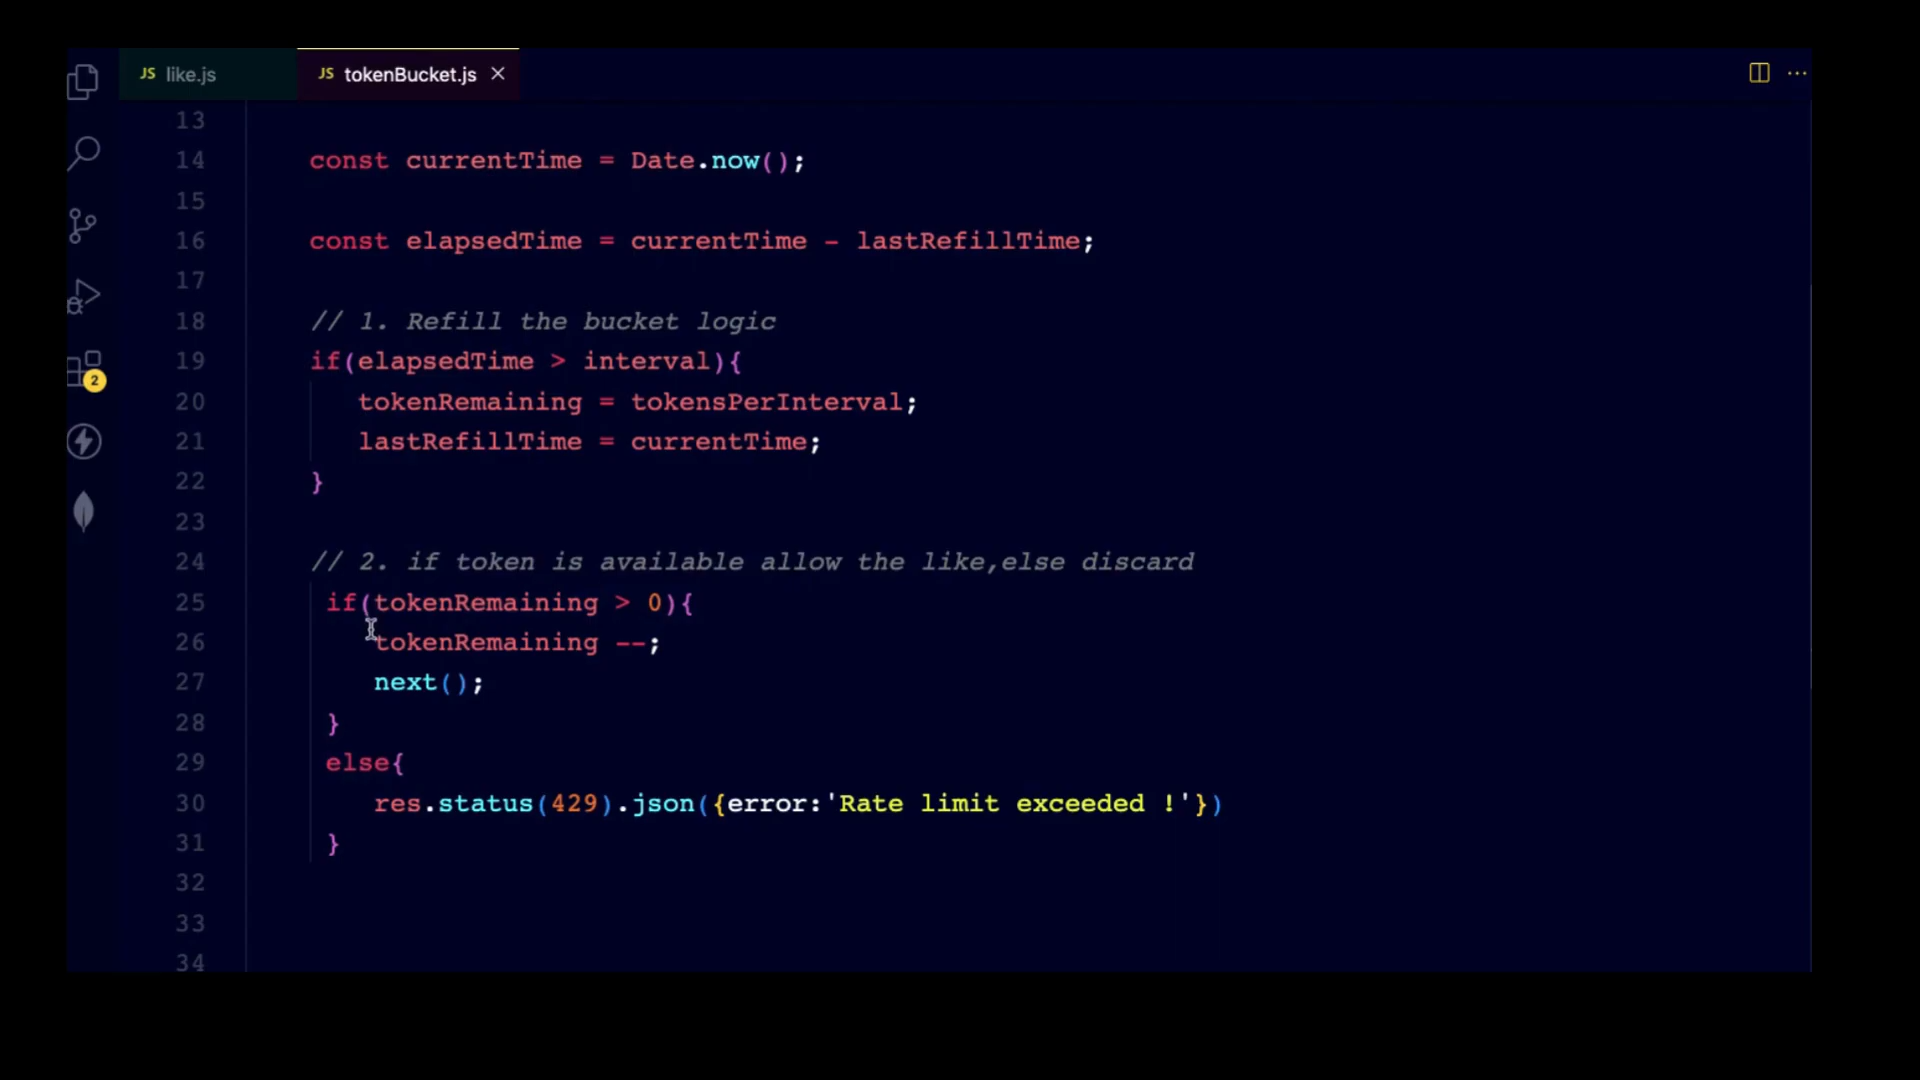 JS like.js JS tokenBucket.js
13
14 const currentTime = Date.now();
15
16 const elapsedTime = currentTime - lastRefillTime;
17
18 // 1. Refill the bucket logic
19 if(elapsedTime > interval){
20 tokenRemaining = tokensPerInterval;
21 lastRefillTime = currentTime;
22 }
23
24 // 2. if token is available allow the like,else discard
25 if(tokenRemaining > 0){
26 tokenRemaining --;
27 next();
28 }
29 else{
30 res.status(429).json({error:'Rate limit exceeded !'})
31 }
32
33
34
2